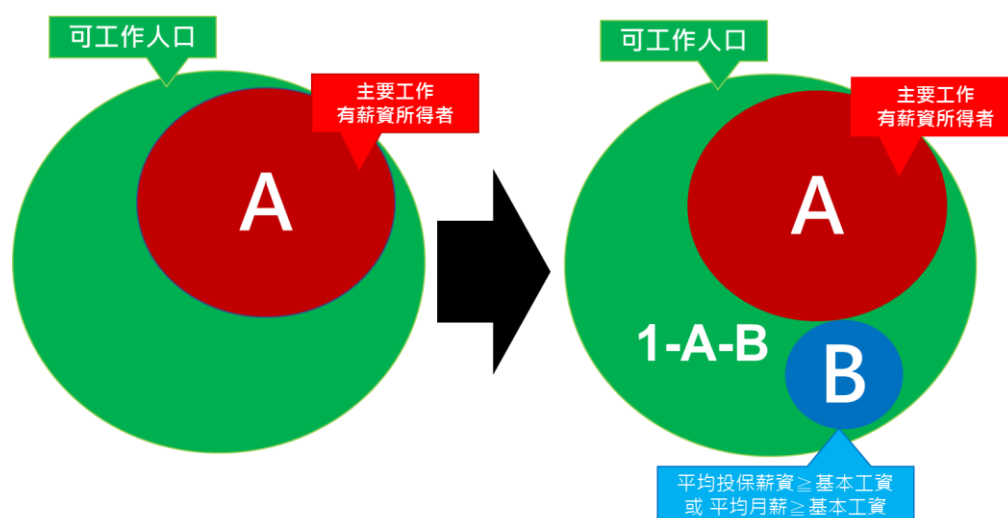 可工作人口
主要工作
有薪資所得者
A
可工作人口
主要工作
有薪資所得者
A
1-A-B
B
平均投保薪資≧基本工資
或 平均月薪≧基本工資